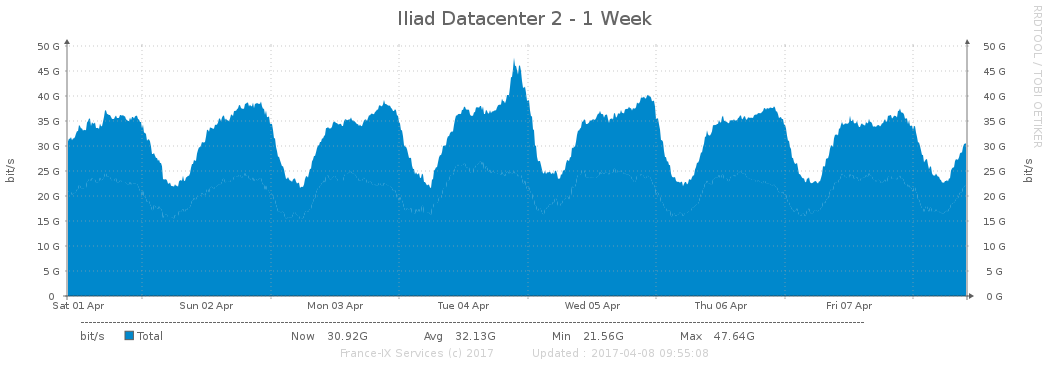 Iliad Datacenter 2 - 1 Week
RRDTOOL / TOBI OETIKER
50 G 50 G
45 G 45 G
40 G 40 G
35 G 35 G
30 G 30 G
25 G 25 G
20 G 20 G
15 G 15 G
10 G 10 G
5 G 5 G
0 0 G
bit/s bit/s
Sat 01 Apr Sun 02 Apr Mon 03 Apr Tue 04 Apr Wed 05 Apr Thu 06 Apr Fri 07 Apr
bit/s Total Now 30.92G Avg 32.13G Min 21.56G Max 47.64G
France-IX Services (c) 2017 Updated : 2017-04-08 09:55:08